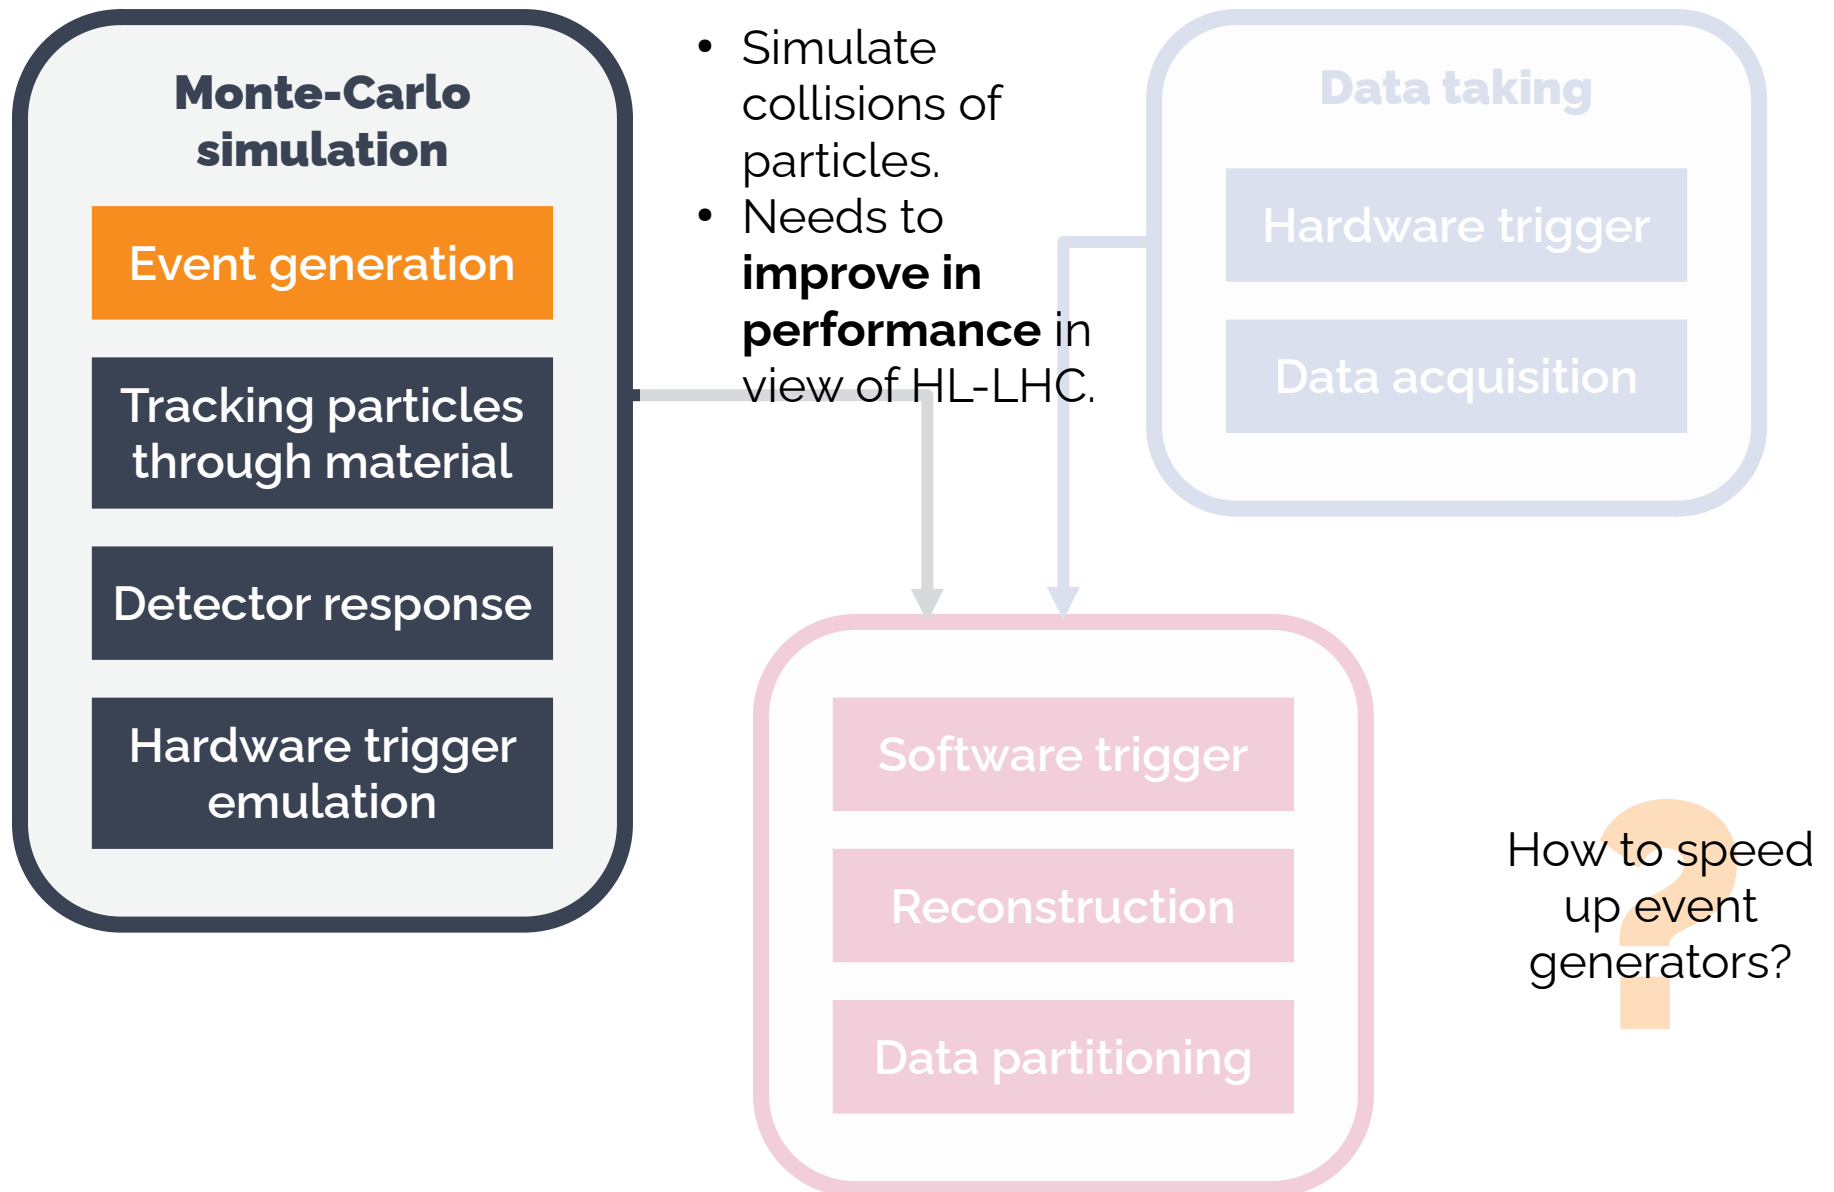 Monte-Carlo
simulation
Event generation
Tracking particles
through material
Detector response
Hardware trigger
emulation
• Simulate
collisions of
particles.
• Needs to
improve in
performance in
view of HL-LHC.
Data taking
Hardware trigger
Data acquisition
Software trigger
Reconstruction
Data partitioning
?
How to speed
up event
generators?